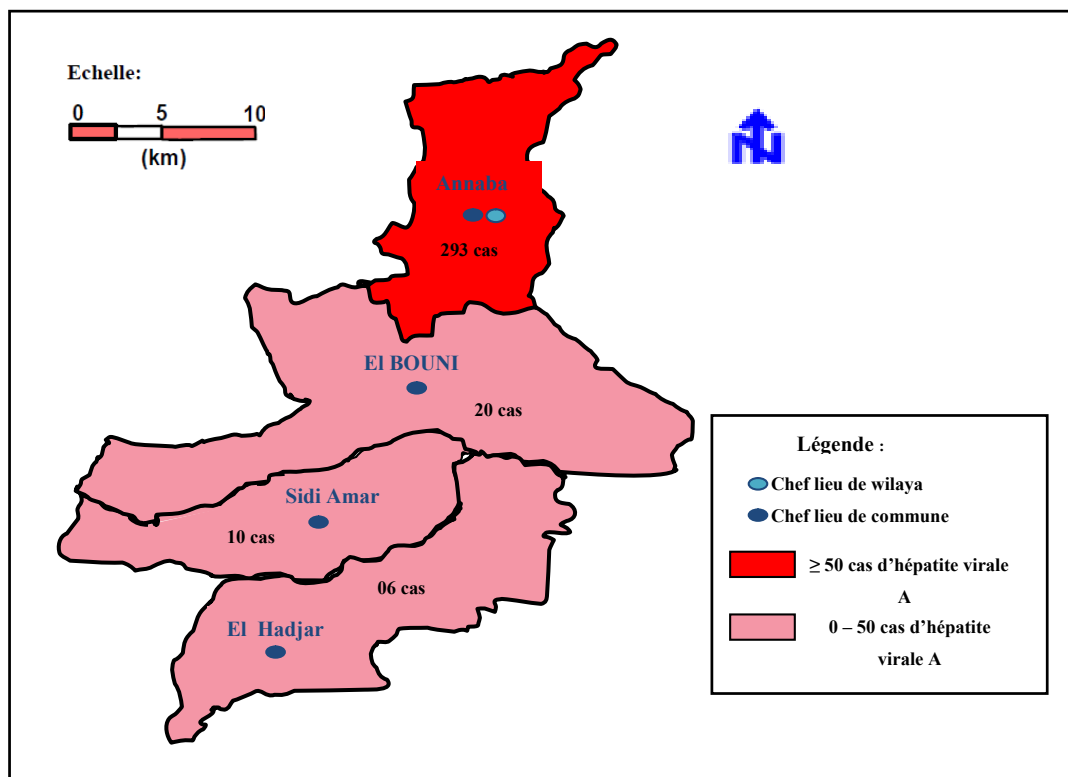 Echelle:
0 5 10
(km)
N
Annaba
293 cas
El BOUNI
20 cas
Sidi Amar
10 cas
06 cas
El Hadjar
Légende :
Chef lieu de wilaya
Chef lieu de commune
≥ 50 cas d’hépatite virale
A
0 – 50 cas d’hépatite
virale A